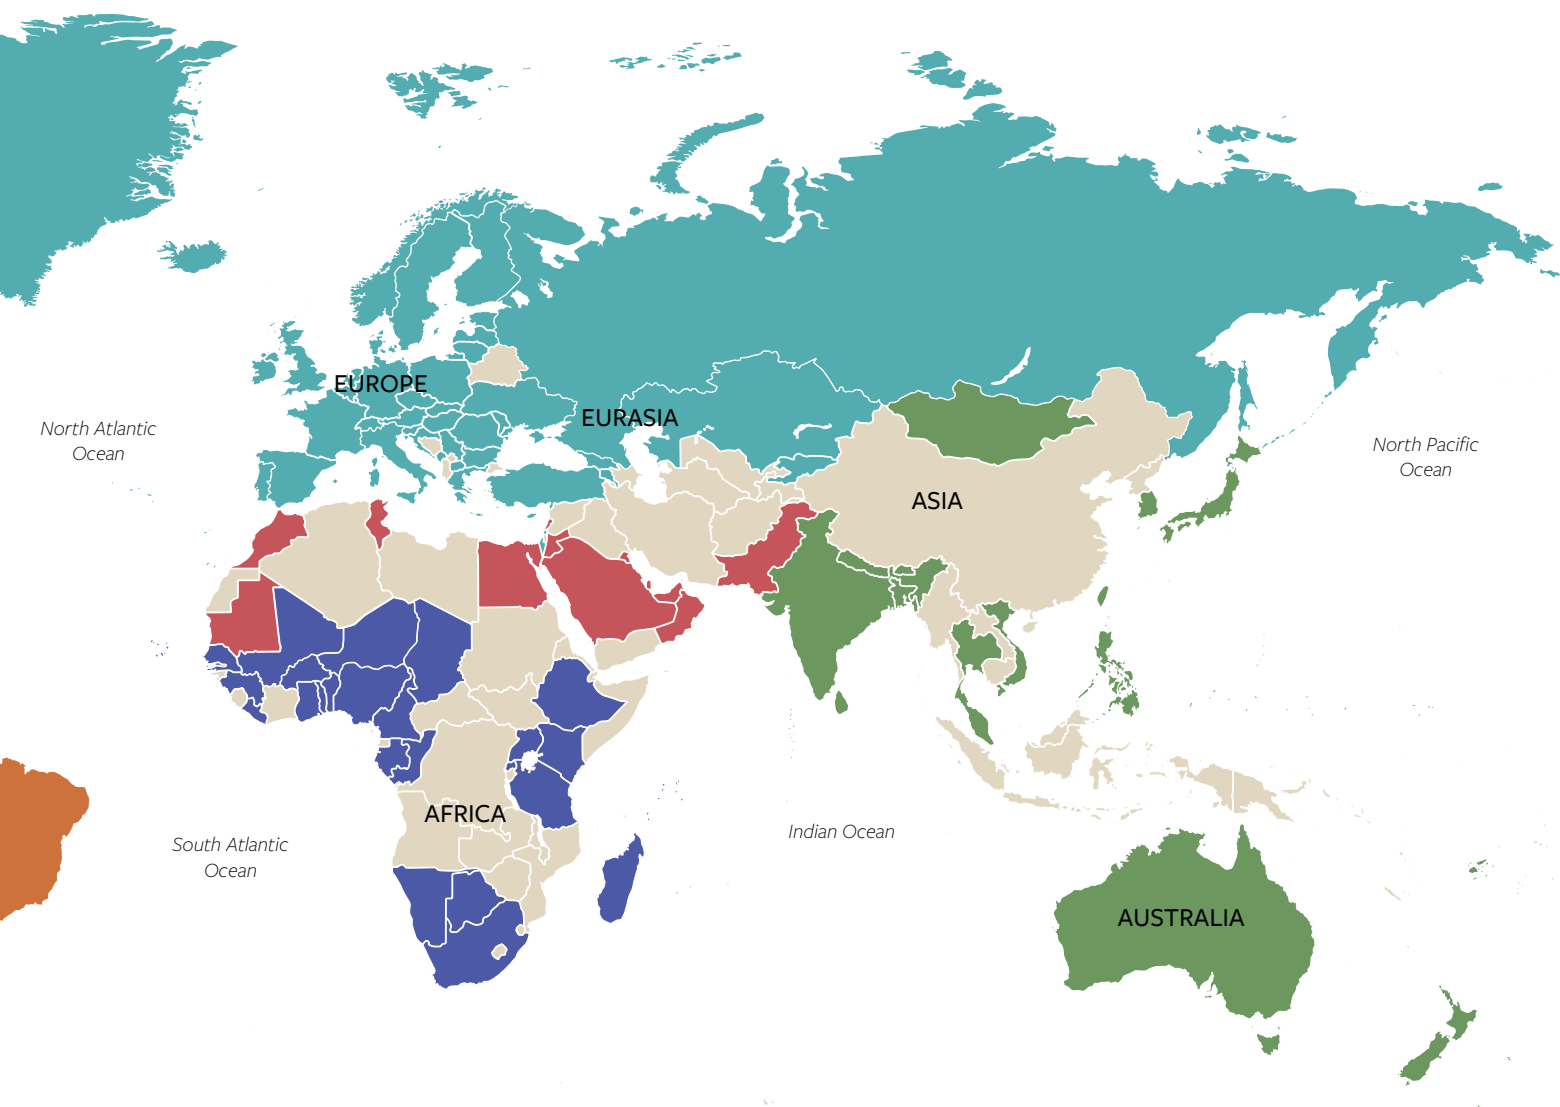 EUROPE
EURASIA
North Atlantic
Ocean
North Pacific
Ocean
ASIA
AFRICA
Indian Ocean
South Atlantic
Ocean
AUSTRALIA